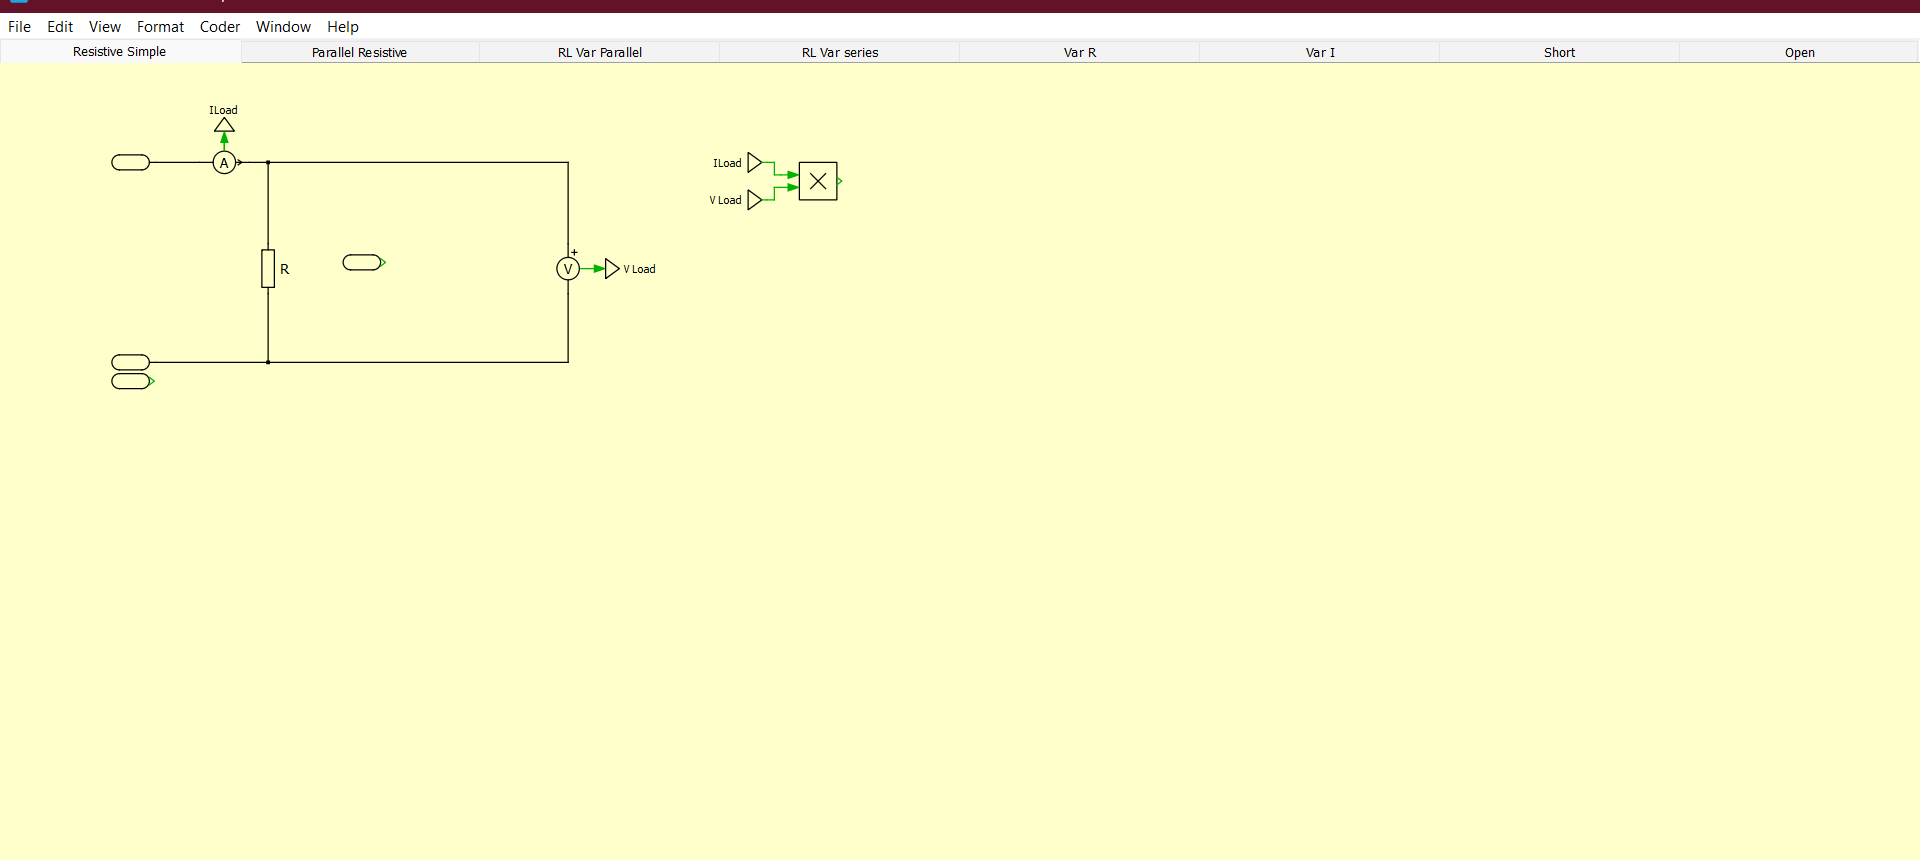 File Edit View Format Coder Window Help
Resistive Simple Parallel Resistive RL Var Parallel RL Var series Var R Var I Short Open
ILoad
A
ILoad
V Load
R
+
V
V Load